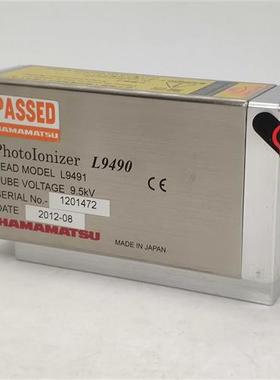 PASSED
HAMAMATSU
PhotoIonizer L9490
HEAD MODEL L9491
TUBE VOLTAGE 9.5kV
SERIAL No.- 1201472
DATE 2012-08
HAMAMATSU
CE
MADE IN JAPAN